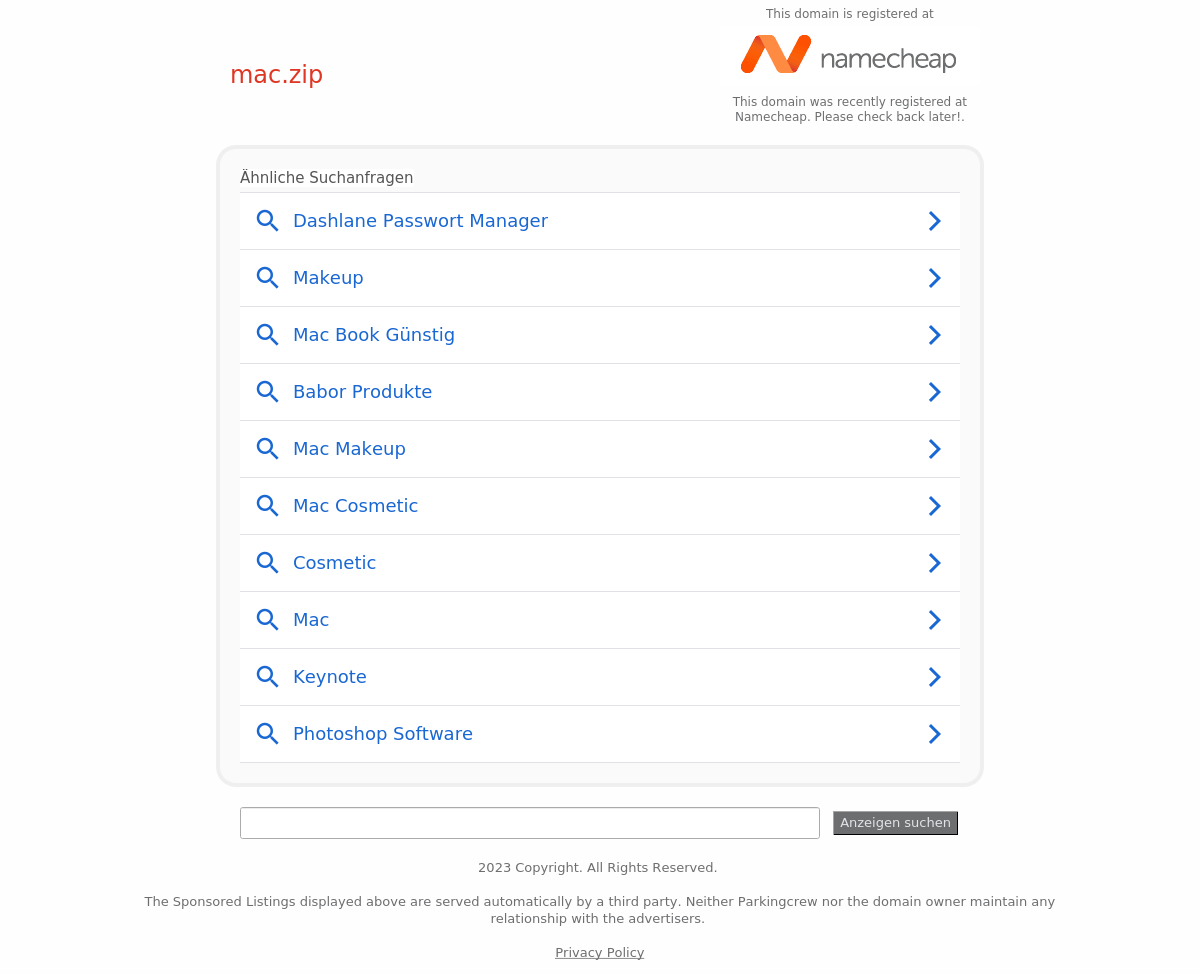 This domain is registered at
namecheap
mac.zip
This domain was recently registered at
Namecheap. Please check back later!.
Ähnliche Suchanfragen
Dashlane Passwort Manager
Makeup
Mac Book Günstig
Babor Produkte
Mac Makeup
Mac Cosmetic
Cosmetic
Mac
Keynote
Photoshop Software
Anzeigen suchen
2023 Copyright. All Rights Reserved.
The Sponsored Listings displayed above are served automatically by a third party. Neither Parkingcrew nor the domain owner maintain any
relationship with the advertisers.
Privacy Policy